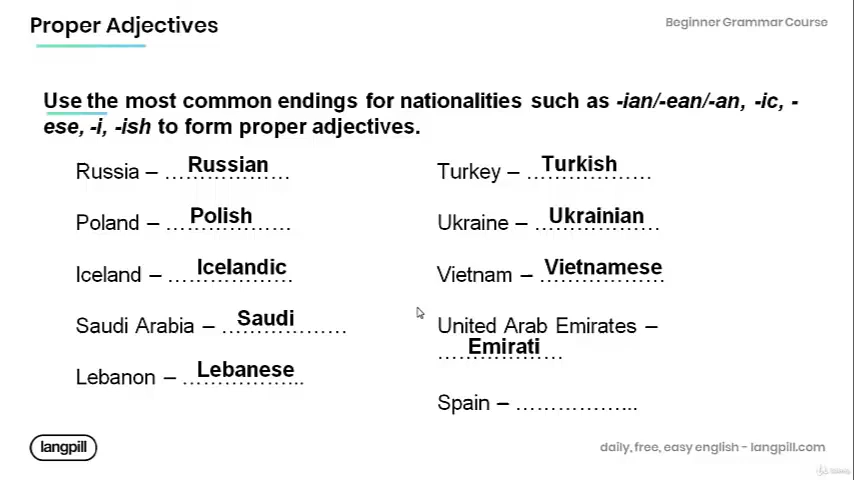 Proper Adjectives
Beginner Grammar Course
Use the most common endings for nationalities such as -ian/-ean/-an, -ic, -
ese, -i, -ish to form proper adjectives.
Russia – ……………… Russian
Poland – ……………… Polish
Iceland – ……………… Icelandic
Saudi Arabia – ……………… Saudi
Lebanon – …………….. Lebanese
Turkey – ……………… Turkish
Ukraine – ……………… Ukrainian
Vietnam – ……………… Vietnamese
United Arab Emirates –
……………… Emirati
Spain – ……………..
langpill
daily, free, easy english - langpill.com
Udemy